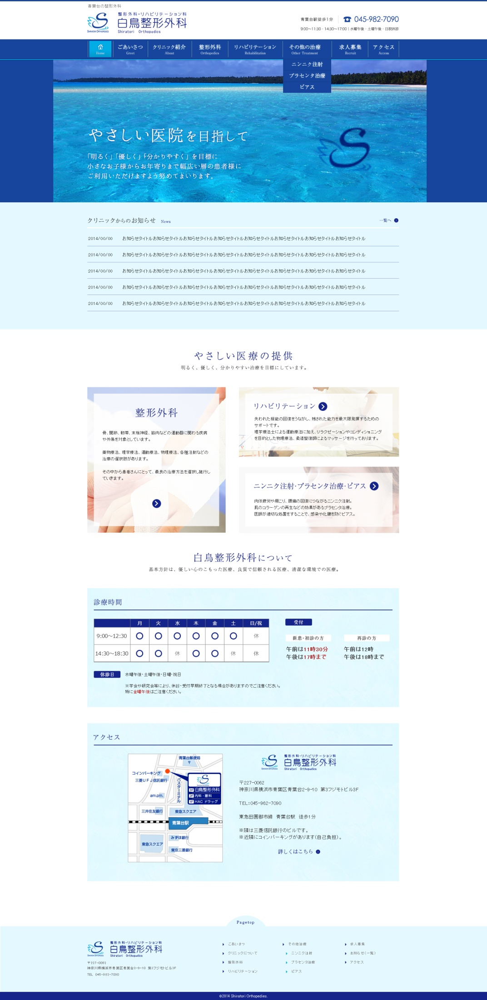 青葉台の整形外科
整形外科・リハビリテーション科
白鳥整形外科
Shiratori Orthopedics
SHIRATORI ORTHOPEDICS
青葉台駅徒歩1分 045-982-7090
9:00〜11:30・14:30〜17:00 | 水曜午後・土曜午後・日祝休診
Home
ごあいさつ
Greet
クリニック紹介
About
整形外科
Orthopedics
リハビリテーション
Rehabilitation
その他の治療
Other Treatment
求人募集
Recruit
アクセス
Access
ニンニク注射
プラセンタ治療
ピアス
やさしい医院を目指して
「明るく」「優しく」「分かりやすく」を目標に
小さなお子様からお年寄りまで幅広い層の患者様に
ご利用いただけますよう努めてまいります。
クリニックからのお知らせ News
一覧へ
2014/00/00 お知らせタイトルお知らせタイトルお知らせタイトルお知らせタイトルお知らせタイトルお知らせタイトルお知らせタイトルお知らせタイトル
2014/00/00 お知らせタイトルお知らせタイトルお知らせタイトルお知らせタイトルお知らせタイトルお知らせタイトルお知らせタイトルお知らせタイトル
2014/00/00 お知らせタイトルお知らせタイトルお知らせタイトルお知らせタイトルお知らせタイトルお知らせタイトルお知らせタイトルお知らせタイトル
2014/00/00 お知らせタイトルお知らせタイトルお知らせタイトルお知らせタイトルお知らせタイトルお知らせタイトルお知らせタイトルお知らせタイトル
2014/00/00 お知らせタイトルお知らせタイトルお知らせタイトルお知らせタイトルお知らせタイトルお知らせタイトルお知らせタイトルお知らせタイトル
やさしい医療の提供
明るく、優しく、分かりやすい治療を目標にしています。
整形外科
骨、関節、靭帯、末梢神経、筋肉などの運動器に関わる疾病
や外傷を対象としています。
薬物療法、理学療法、運動療法、物理療法、各種注射などの
治療の選択肢があります。
その中から患者さんにとって、最良の治療方法を選択し施行し
ていきます。
リハビリテーション
失われた機能の回復をうながし、残された能力を最大限発揮するための
サポートです。
理学療法士による運動療法に加え、リラクゼーションやコンディショニング
を目的とした物理療法、柔道整復師によるマッサージを行っております。
ニンニク注射・プラセンタ治療・ピアス
肉体疲労や肩こり、腰痛の回復につながるニンニク注射。
肌のコラーゲンの再生などの効果があるプラセンタ治療。
医師が適切な処置をすることで、感染や化膿を防ぐピアス。
白鳥整形外科について
基本方針は、優しい心のこもった医療、良質で信頼される医療、清潔な環境での医療。
診療時間
月 火 水 木 金 土 日/祝
9:00〜12:30 〇 〇 〇 〇 〇 〇 休
14:30〜18:30 〇 〇 休 〇 〇 休 休
受付
新患・初診の方
午前は11時30分
午後は17時まで
再診の方
午前は12時
午後は18時まで
休診日 水曜午後・土曜午後・日曜・祝日
※学会や研究会等により、休診・受付早期終了となる場合がありますのでご注意ください。
特に金曜午後はご注意ください。
アクセス
青葉台郵便局
〒
コインパーキング
三菱UFJ信託銀行
バスターミナル
3F 白鳥整形外科
2F 内科・眼科
1F HAC ドラッグ
am.pm.
三井住友銀行
東急スクエア
青葉台駅
みずほ銀行
東急スクエア
東京三菱銀行
整形外科・リハビリテーション科
白鳥整形外科
Shiratori Orthopedics
SHIRATORI ORTHOPEDICS
〒227-0062
神奈川県横浜市青葉区青葉台2-9-10 第3フジモトビル3F
TEL:045-962-7090
東急田園都市線 青葉台駅 徒歩1分
※隣は三菱信託銀行のビルです。
※近隣にコインパーキングがあります(自己負担)。
詳しくはこちら
Pagetop
整形外科・リハビリテーション科
白鳥整形外科
Shiratori Orthopedics
SHIRATORI ORTHOPEDICS
〒227-0062
神奈川県横浜市青葉区青葉台2-9-10 第3フジモトビル3F
TEL 045-982-7090
ごあいさつ
クリニックについて
整形外科
リハビリテーション
その他治療
ニンニク注射
プラセンタ治療
ピアス
求人募集
お知らせ(一覧)
アクセス
©2014 Shiratori Orthopedies.